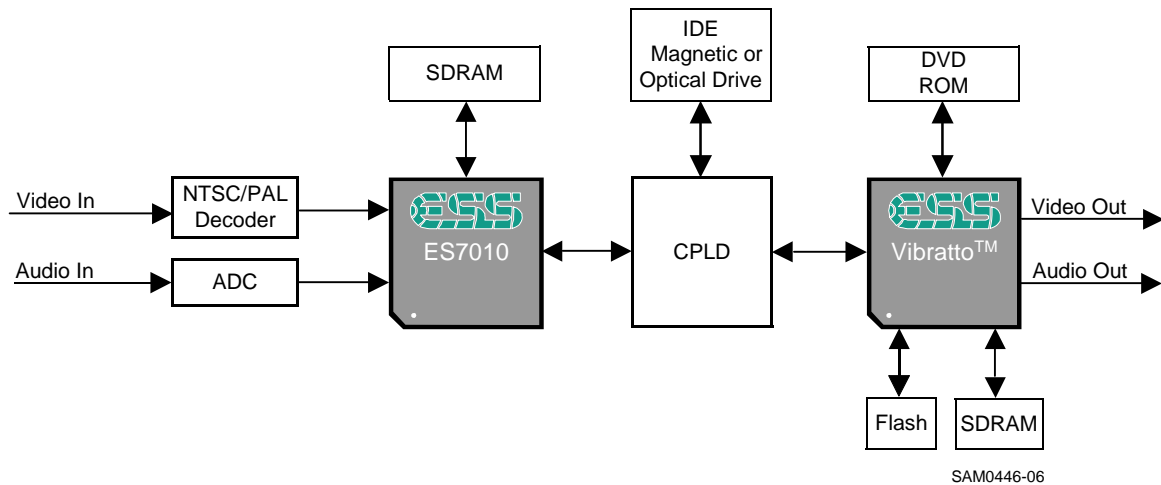 IDE
Magnetic or
Optical Drive
SDRAM
DVD
ROM
Video In
NTSC/PAL
Decoder
ESS
ES7010
CPLD
ESS
Vibratto™
Video Out
Audio In
ADC
Audio Out
Flash
SDRAM
SAM0446-06